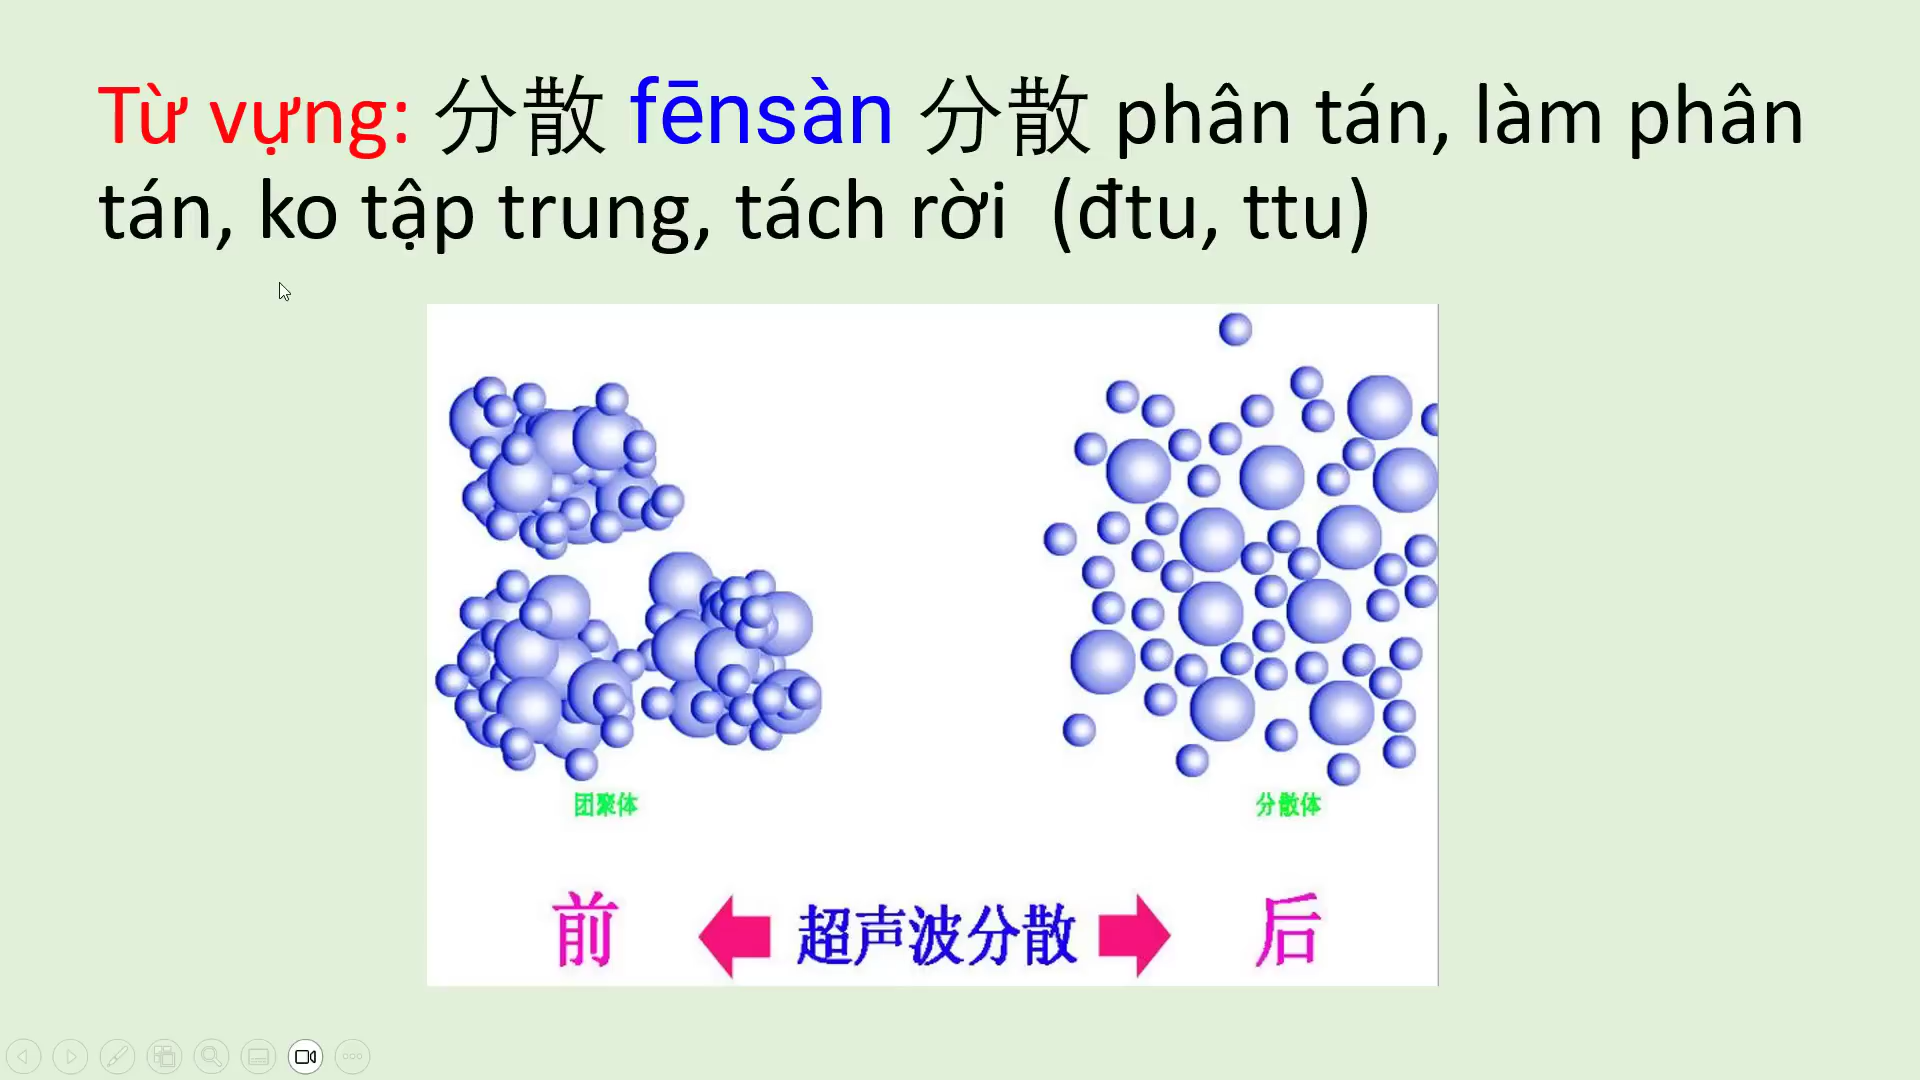 Từ vựng: 分散 fēnsàn 分散 phân tán, làm phân
tán, ko tập trung, tách rời (đtu, ttu)
团聚体
分散体
前 超声波分散 后